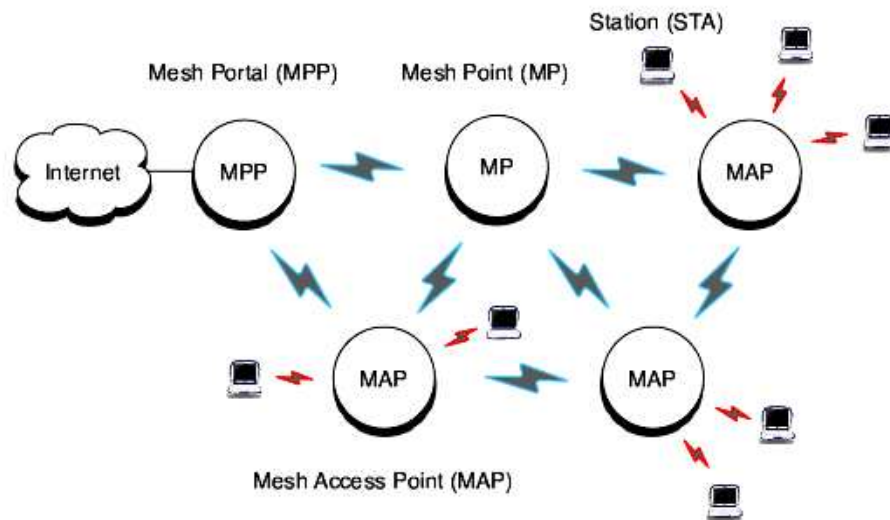 Station (STA)
Mesh Portal (MPP)
Mesh Point (MP)
Internet
MPP
MP
MAP
MAP
MAP
Mesh Access Point (MAP)